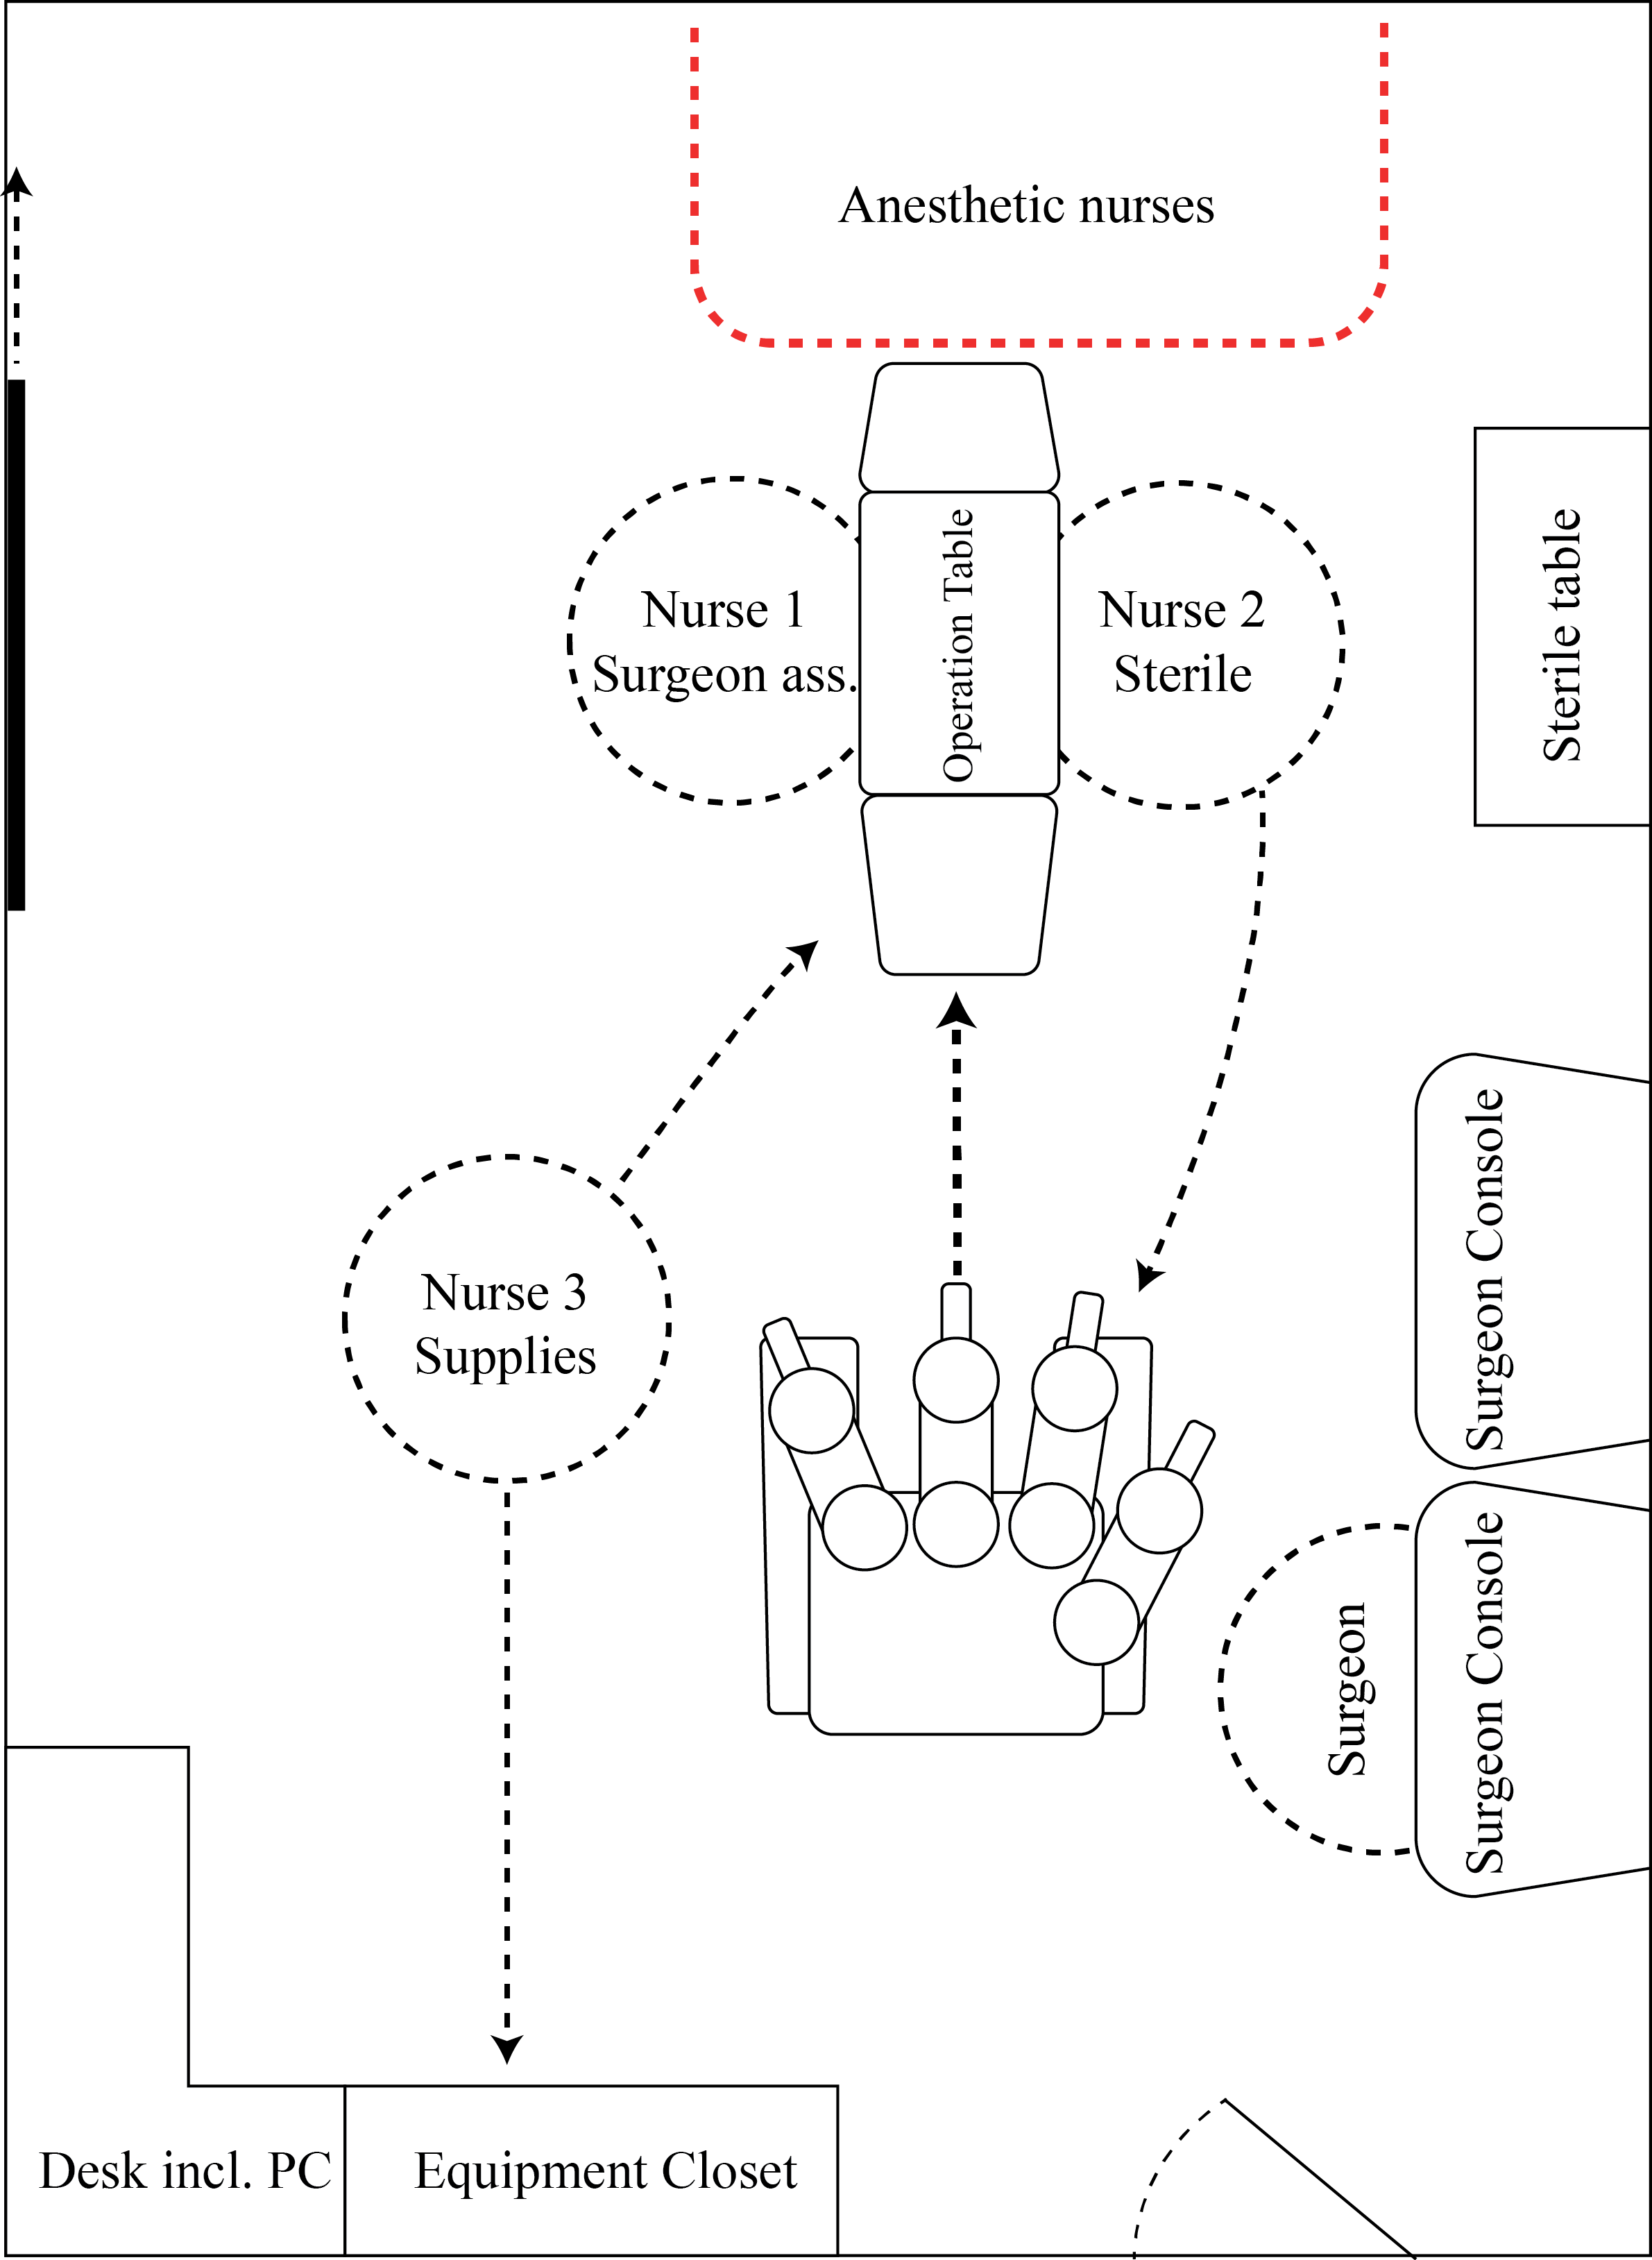 Anesthetic nurses
Nurse 1
Surgeon ass.
Operation Table
Nurse 2
Sterile
Sterile table
Nurse 3
Supplies
Surgeon Console
Surgeon
Surgeon Console
Desk incl. PC
Equipment Closet